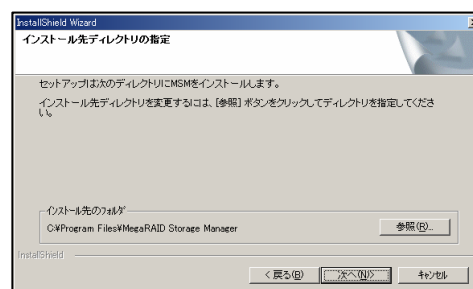 InstallShield Wizard
インストール先ディレクトリの指定
セットアップは次のディレクトリにMSMをインストールします。
インストール先ディレクトリを変更するには、[参照] ボタンをクリックしてディレクトリを指定してくださ
い。
インストール先のフォルダ
C:¥Program Files¥MegaRAID Storage Manager
参照(R)...
InstallShield
< 戻る(B)
次へ(N)>
キャンセル